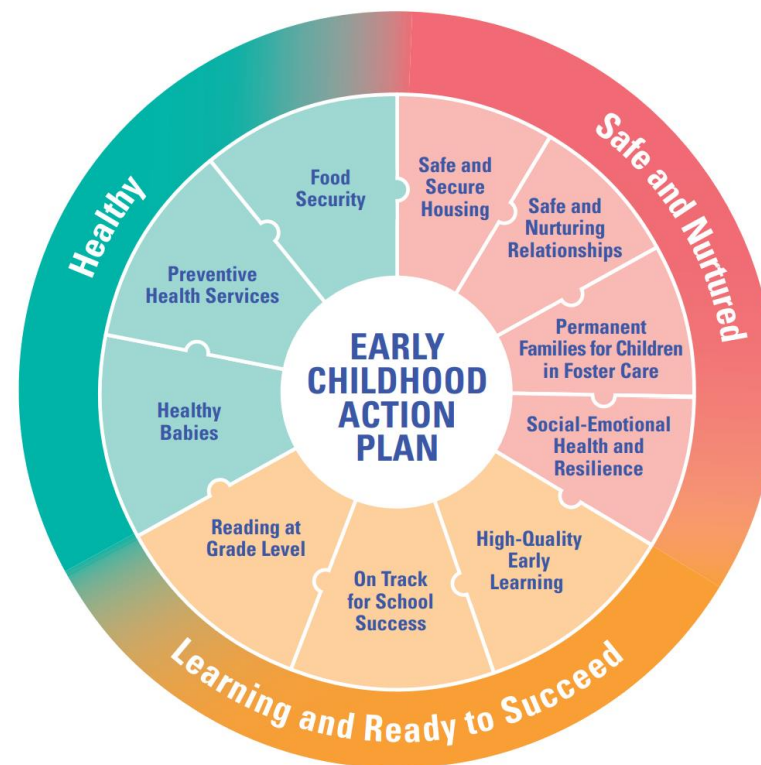 Healthy
Safe and Nurtured
Learning and Ready to Succeed
EARLY
CHILDHOOD
ACTION
PLAN
Food
Security
Safe and
Secure
Housing
Safe and
Nurturing
Relationships
Permanent
Families for Children
in Foster Care
Social-Emotional
Health and
Resilience
High-Quality
Early
Learning
On Track
for School
Success
Reading at
Grade Level
Healthy
Babies
Preventive
Health Services